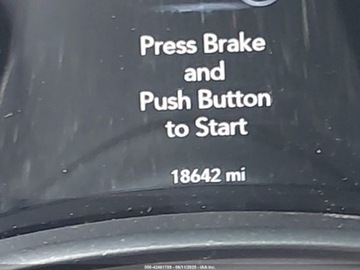 Press Brake
and
Push Button
to Start
18642 mi